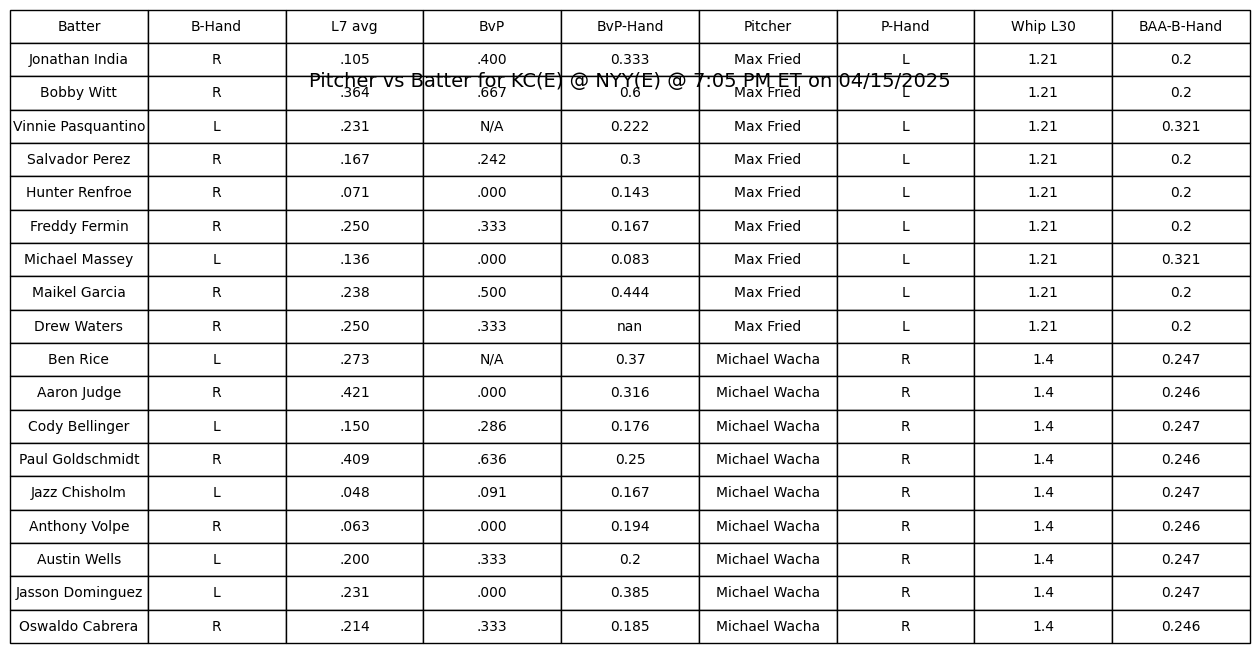 Batter B-Hand L7 avg BvP BvP-Hand Pitcher P-Hand Whip L30 BAA-B-Hand
Jonathan India R .105 .400 0.333 Max Fried L 1.21 0.2
Pitcher vs Batter for KC(E) @ NYY(E) @ 7:05 PM ET on 04/15/2025
Bobby Witt R .364 .667 0.6 Max Fried L 1.21 0.2
Vinnie Pasquantino L .231 N/A 0.222 Max Fried L 1.21 0.321
Salvador Perez R .167 .242 0.3 Max Fried L 1.21 0.2
Hunter Renfroe R .071 .000 0.143 Max Fried L 1.21 0.2
Freddy Fermin R .250 .333 0.167 Max Fried L 1.21 0.2
Michael Massey L .136 .000 0.083 Max Fried L 1.21 0.321
Maikel Garcia R .238 .500 0.444 Max Fried L 1.21 0.2
Drew Waters R .250 .333 nan Max Fried L 1.21 0.2
Ben Rice L .273 N/A 0.37 Michael Wacha R 1.4 0.247
Aaron Judge R .421 .000 0.316 Michael Wacha R 1.4 0.246
Cody Bellinger L .150 .286 0.176 Michael Wacha R 1.4 0.247
Paul Goldschmidt R .409 .636 0.25 Michael Wacha R 1.4 0.246
Jazz Chisholm L .048 .091 0.167 Michael Wacha R 1.4 0.247
Anthony Volpe R .063 .000 0.194 Michael Wacha R 1.4 0.246
Austin Wells L .200 .333 0.2 Michael Wacha R 1.4 0.247
Jasson Dominguez L .231 .000 0.385 Michael Wacha R 1.4 0.247
Oswaldo Cabrera R .214 .333 0.185 Michael Wacha R 1.4 0.246